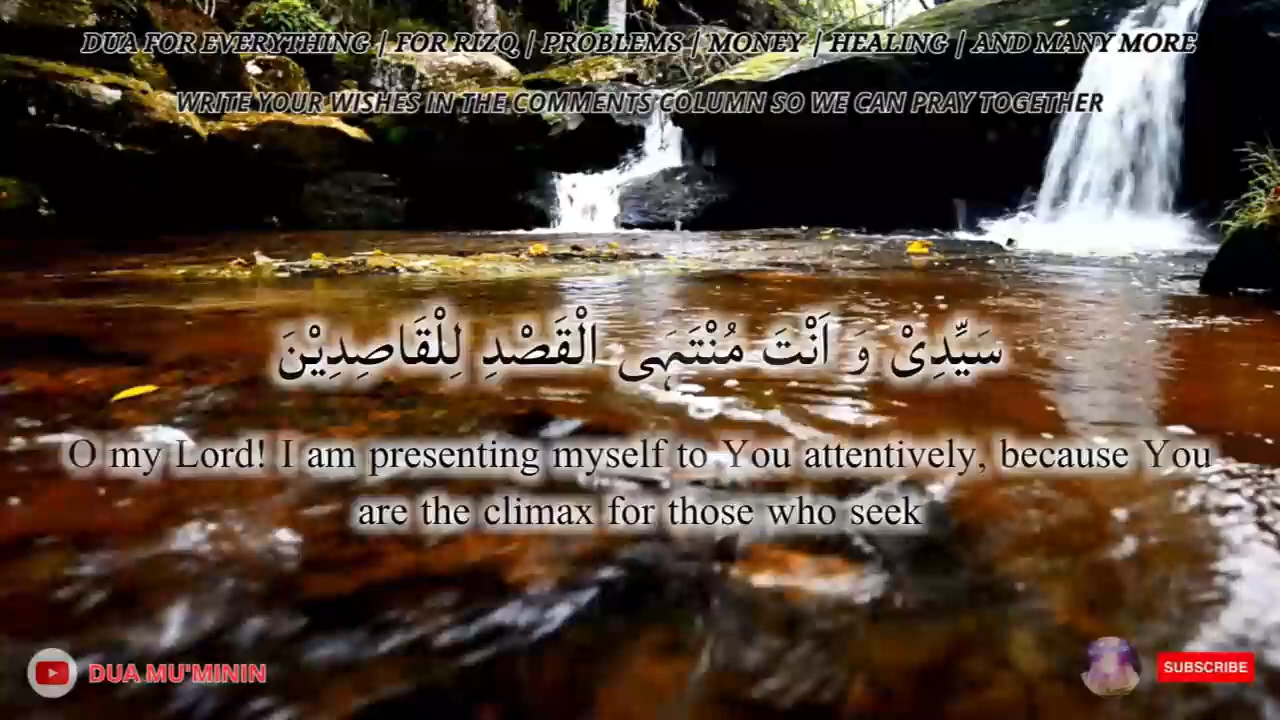 DUA FOR EVERYTHING | FOR RIZQ | PROBLEMS | MONEY | HEALING | AND MANY MORE
WRITE YOUR WISHES IN THE COMMENTS COLUMN SO WE CAN PRAY TOGETHER
سَيِّدِىْ وَ اَنْتَ مُنْتَهَى الْقَصْدِ لِلْقَاصِدِيْنَ
O my Lord! I am presenting myself to You attentively, because You
are the climax for those who seek
DUA MU'MININ
SUBSCRIBE